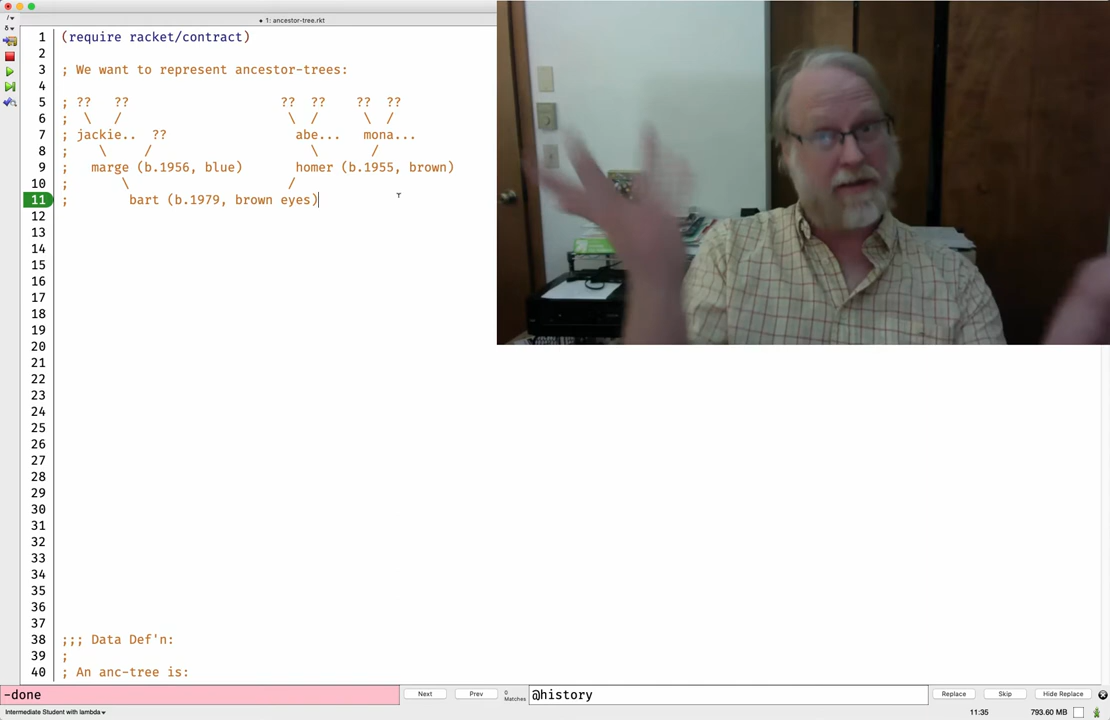 1: ancestor-tree.rkt
1 (require racket/contract)
2
3 ; We want to represent ancestor-trees:
4 ;
5 ; ?? ?? ?? ?? ?? ??
6 ; \ / \ / \ /
7 ; jackie.. ?? abe... mona...
8 ; \ / \ /
9 ; marge (b.1956, blue) homer (b.1955, brown)
10 ; \ /
11 ; bart (b.1979, brown eyes)
12
13
14
15
16
17
18
19
20
21
22
23
24
25
26
27
28
29
30
31
32
33
34
35
36
37
38 ;;; Data Def'n:
39 ;
40 ; An anc-tree is:
-done Next Prev 0 Matches @history Replace Skip Hide Replace
Intermediate Student with lambda 11:35 793.60 MB